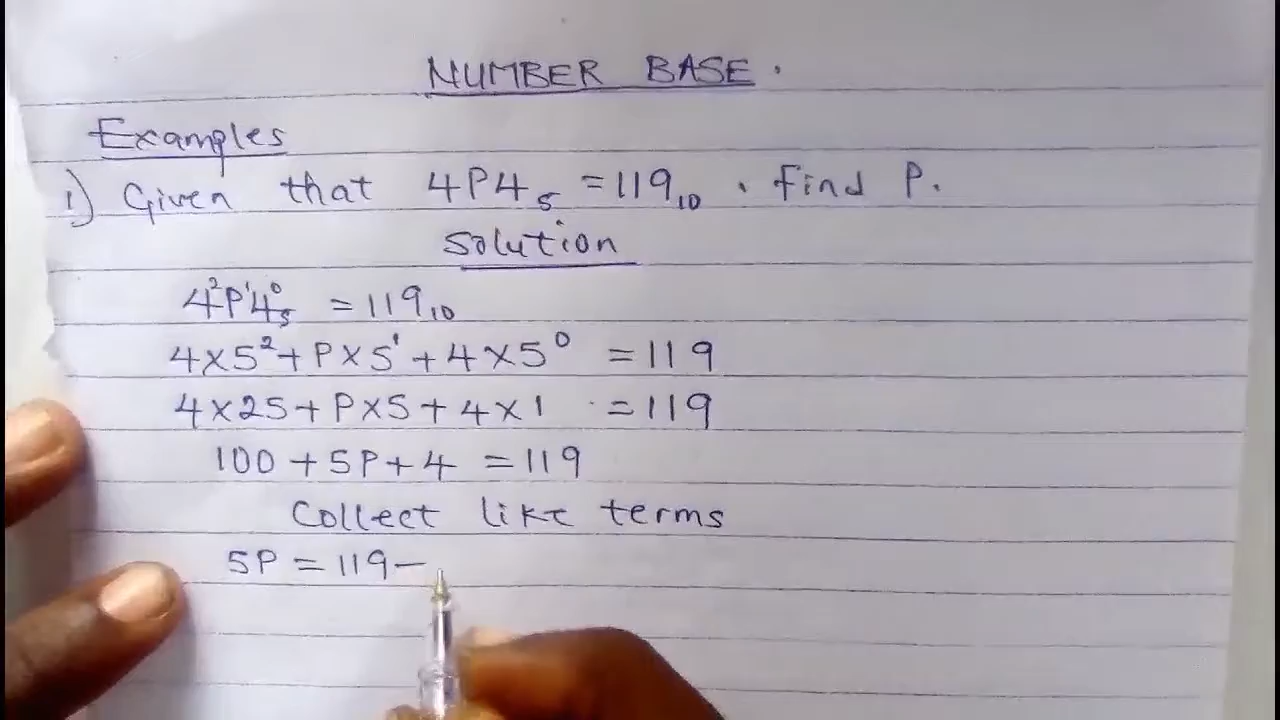 NUMBER BASE.
Examples
1) Given that 4P4₅ = 119₁₀. find P.
Solution
4²P¹4⁰₅ = 119₁₀
4×5² + P×5¹ + 4×5⁰ = 119
4×25 + P×5 + 4×1 = 119
100 + 5P + 4 = 119
Collect like terms
5P = 119 –